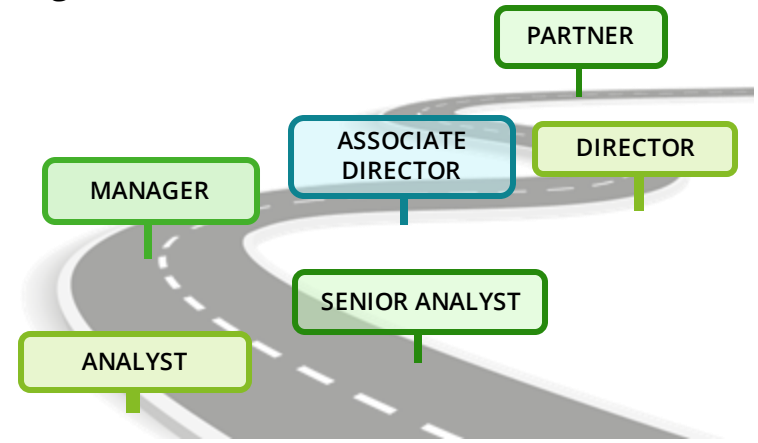 PARTNER
ASSOCIATE
DIRECTOR
DIRECTOR
MANAGER
SENIOR ANALYST
ANALYST